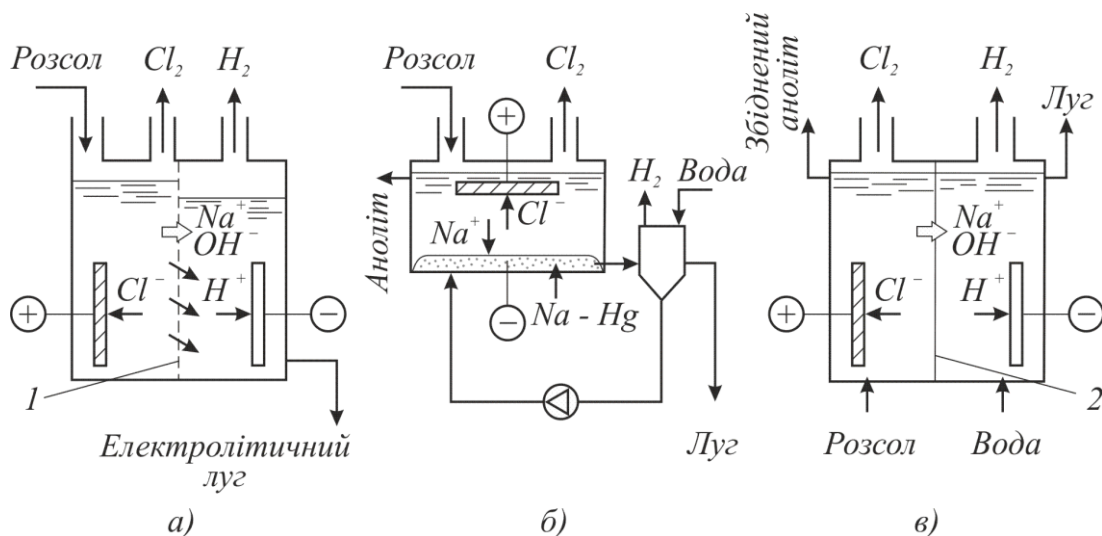 Розсол
Cl₂
H₂
Na⁺
OH⁻
Cl⁻
H⁺
+
−
1
Електролітичний
луг
а)
Розсол
Cl₂
+
H₂
Вода
Аноліт
Cl⁻
Na⁺
−
Na - Hg
Луг
б)
Збіднений
аноліт
Cl₂
H₂
Луг
Na⁺
OH⁻
Cl⁻
H⁺
+
−
2
Розсол
Вода
в)